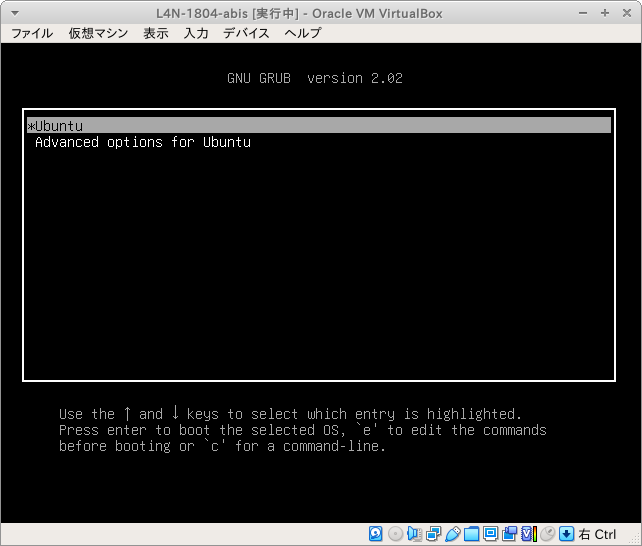 L4N-1804-abis [実行中] - Oracle VM VirtualBox
ファイル 仮想マシン 表示 入力 デバイス ヘルプ
GNU GRUB version 2.02
*Ubuntu
Advanced options for Ubuntu
Use the ↑ and ↓ keys to select which entry is highlighted.
Press enter to boot the selected OS, `e' to edit the commands
before booting or `c' for a command-line.
右 Ctrl